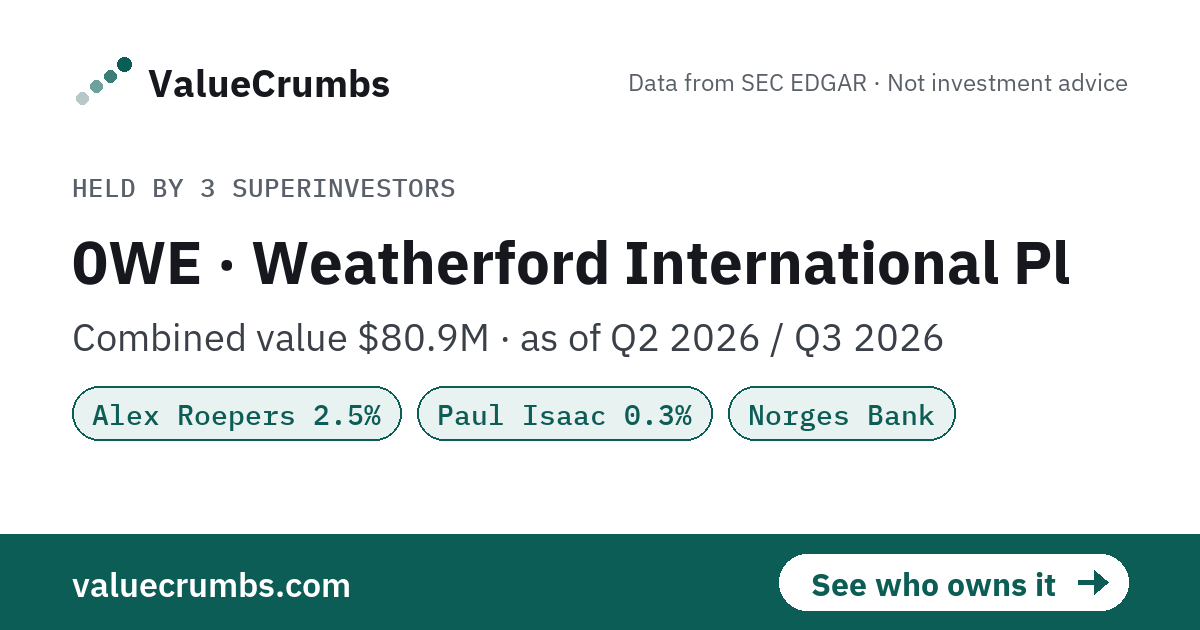 ValueCrumbs
Data from SEC EDGAR · Not investment advice
HELD BY 3 SUPERINVESTORS
0WE · Weatherford International Pl
Combined value $80.9M · as of Q2 2026 / Q3 2026
Alex Roepers 2.5% Paul Isaac 0.3% Norges Bank
valuecrumbs.com
See who owns it →